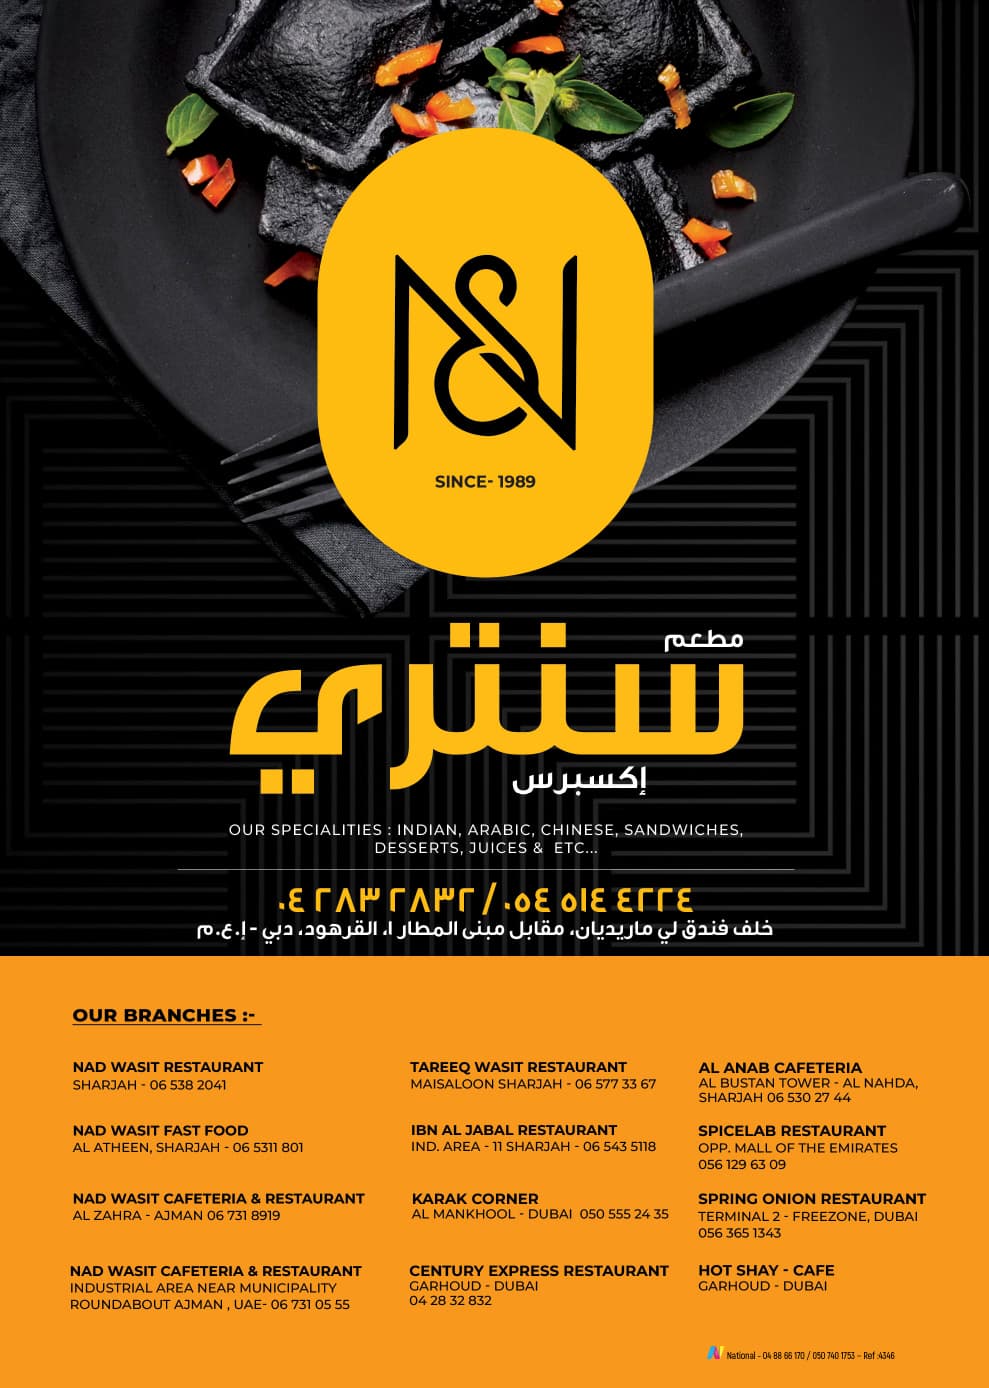 NS
SINCE- 1989
مطعم
سنتري
إكسبرس
OUR SPECIALITIES : INDIAN, ARABIC, CHINESE, SANDWICHES,
DESSERTS, JUICES & ETC...
٠٤ ٢٨٣ ٢٨٣٢ / ٠٥٤ ٥١٤ ٤٢٢٤
خلف فندق لي ماريديان، مقابل مبنى المطار ١، القرهود، دبي - إ.ع.م
OUR BRANCHES :-
NAD WASIT RESTAURANT
SHARJAH - 06 538 2041
NAD WASIT FAST FOOD
AL ATHEEN, SHARJAH - 06 5311 801
NAD WASIT CAFETERIA & RESTAURANT
AL ZAHRA - AJMAN 06 731 8919
NAD WASIT CAFETERIA & RESTAURANT
INDUSTRIAL AREA NEAR MUNICIPALITY
ROUNDABOUT AJMAN , UAE- 06 731 05 55
TAREEQ WASIT RESTAURANT
MAISALOON SHARJAH - 06 577 33 67
IBN AL JABAL RESTAURANT
IND. AREA - 11 SHARJAH - 06 543 5118
KARAK CORNER
AL MANKHOOL - DUBAI 050 555 24 35
CENTURY EXPRESS RESTAURANT
GARHOUD - DUBAI
04 28 32 832
AL ANAB CAFETERIA
AL BUSTAN TOWER - AL NAHDA,
SHARJAH 06 530 27 44
SPICELAB RESTAURANT
OPP. MALL OF THE EMIRATES
056 129 63 09
SPRING ONION RESTAURANT
TERMINAL 2 - FREEZONE, DUBAI
056 365 1343
HOT SHAY - CAFE
GARHOUD - DUBAI
National - 04 88 66 170 / 050 740 1753 – Ref :4346